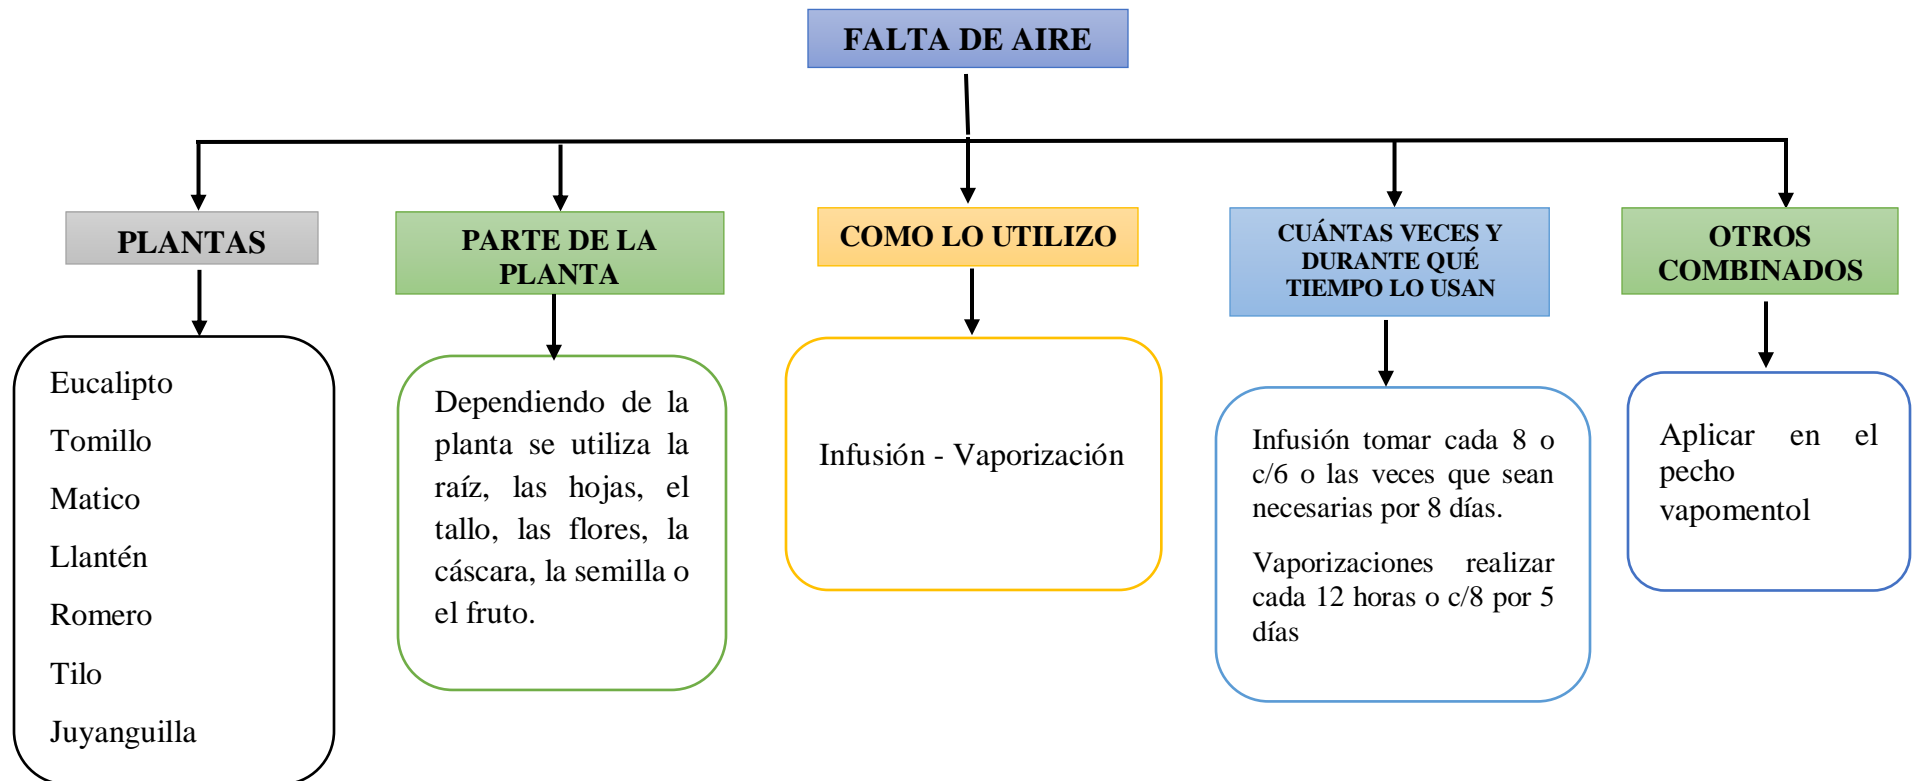 FALTA DE AIRE
PLANTAS
Eucalipto
Tomillo
Matico
Llantén
Romero
Tilo
Juyanguilla
PARTE DE LA
PLANTA
Dependiendo de la
planta se utiliza la
raíz, las hojas, el
tallo, las flores, la
cáscara, la semilla o
el fruto.
COMO LO UTILIZO
Infusión - Vaporización
CUÁNTAS VECES Y
DURANTE QUÉ
TIEMPO LO USAN
Infusión tomar cada 8 o
c/6 o las veces que sean
necesarias por 8 días.
Vaporizaciones realizar
cada 12 horas o c/8 por 5
días
OTROS
COMBINADOS
Aplicar en el
pecho
vapomentol